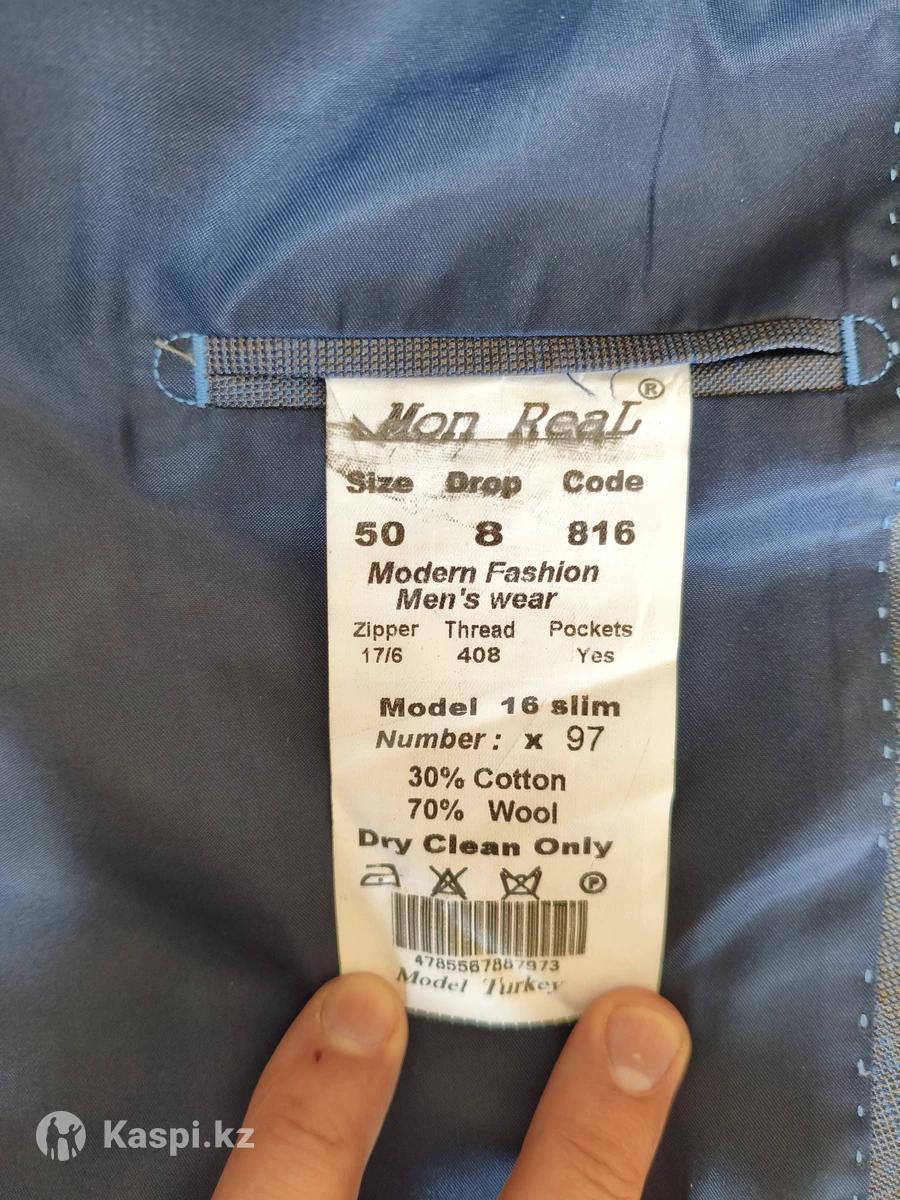 Mon ReaL®
Size Drop Code
50 8 816
Modern Fashion
Men's wear
Zipper Thread Pockets
17/6 408 Yes
Model 16 slim
Number: x 97
30% Cotton
70% Wool
Dry Clean Only
P
4785567887973
Model Turkey
Kaspi.kz